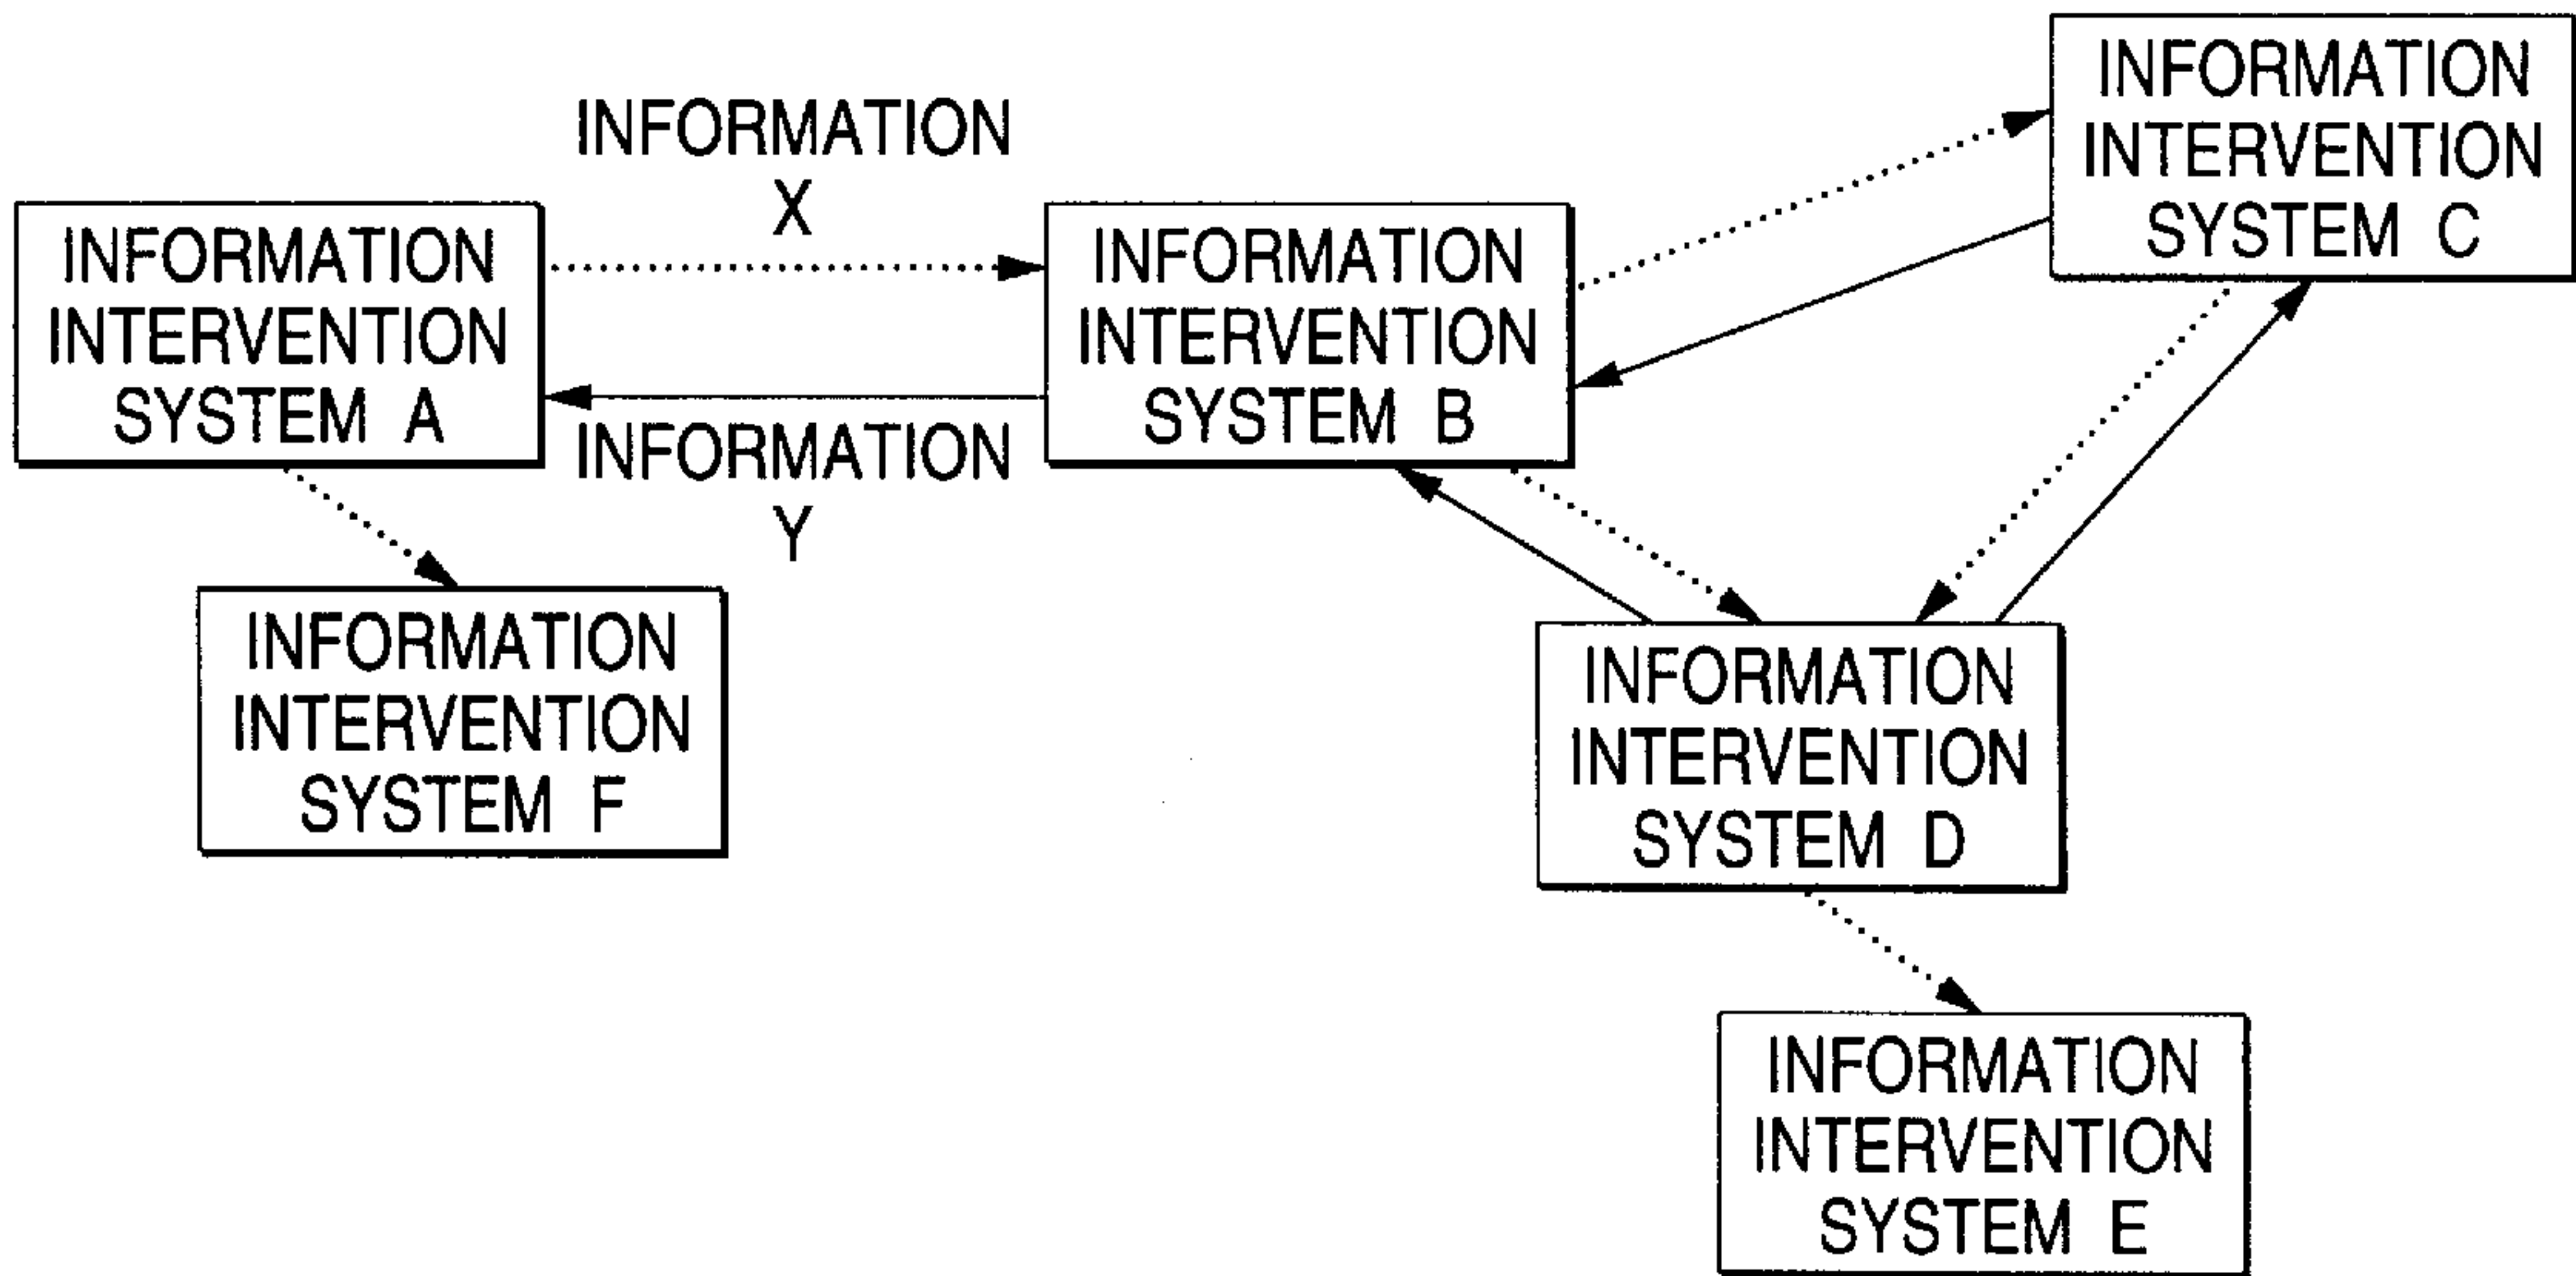 INFORMATION
INTERVENTION
SYSTEM A
INFORMATION
X
INFORMATION
Y
INFORMATION
INTERVENTION
SYSTEM B
INFORMATION
INTERVENTION
SYSTEM C
INFORMATION
INTERVENTION
SYSTEM F
INFORMATION
INTERVENTION
SYSTEM D
INFORMATION
INTERVENTION
SYSTEM E